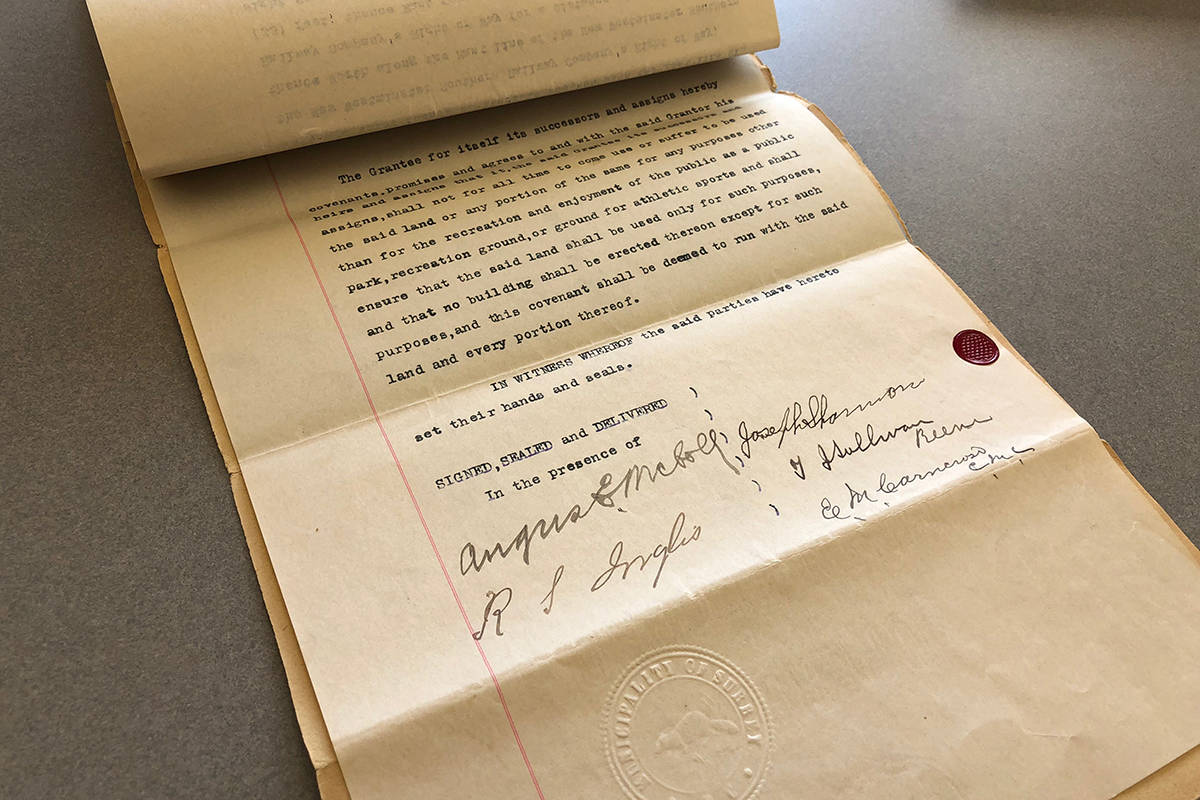 The Grantee for itself its successors and assigns hereby
covenants,promises and agrees to and with the said Grantor his
heirs and assigns that it,the said Grantee its successors and
assigns,shall not for all time to come use or suffer to be used
the said land or any portion of the same for any purposes other
than for the recreation and enjoyment of the public as a public
park,recreation ground,or ground for athletic sports and shall
ensure that the said land shall be used only for such purposes,
and that no building shall be erected thereon except for such
purposes,and this covenant shall be deemed to run with the said
land and every portion thereof.
IN WITNESS WHEREOF the said parties have hereto
set their hands and seals.
SIGNED,SEALED and DELIVERED
In the presence of
Joseph Shannon
T J Sullivan
Reeve
Angus
E M Carncross
C.M.C.
R S Inglis
MUNICIPALITY OF SURREY